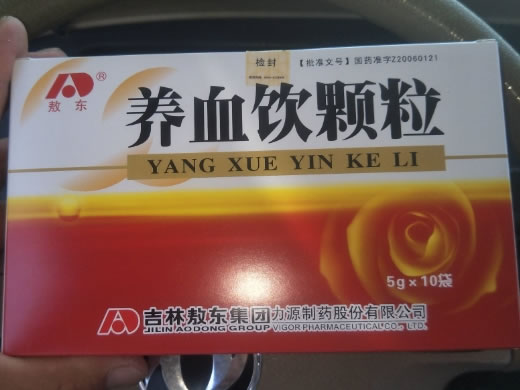 检封
【批准文号】国药准字Z20060121
®
敖东
养血饮颗粒
YANG XUE YIN KE LI
5g×10袋
吉林敖东集团力源制药股份有限公司
JILINAODONG GROUP VIGOR PHARMACEUTICAL CO., LTD.